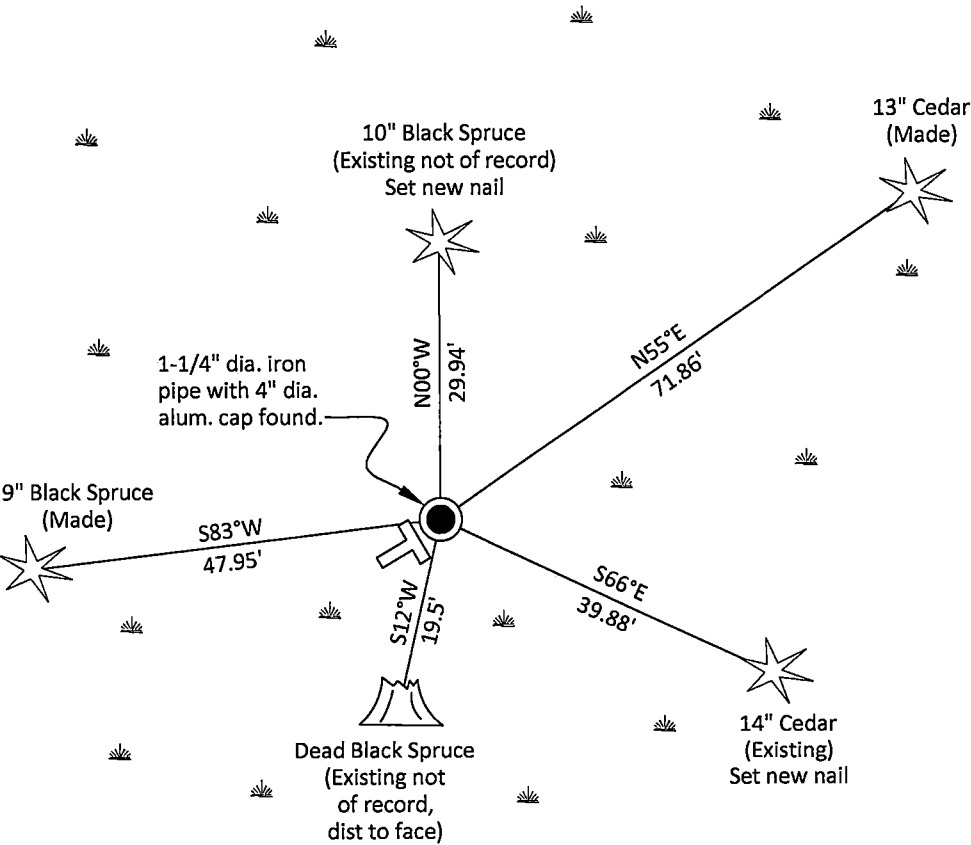 13" Cedar
(Made)
10" Black Spruce
(Existing not of record)
Set new nail
N55°E
71.86'
N00°W
29.94'
1-1/4" dia. iron
pipe with 4" dia.
alum. cap found.
9" Black Spruce
(Made)
S83°W
47.95'
S66°E
39.88'
S12°W
19.5'
14" Cedar
(Existing)
Set new nail
Dead Black Spruce
(Existing not
of record,
dist to face)